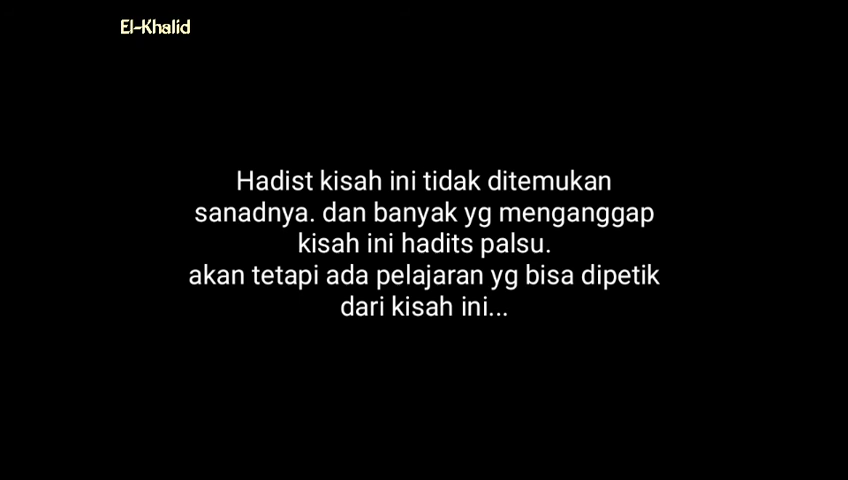 El-Khalid
Hadist kisah ini tidak ditemukan
sanadnya. dan banyak yg menganggap
kisah ini hadits palsu.
akan tetapi ada pelajaran yg bisa dipetik
dari kisah ini...